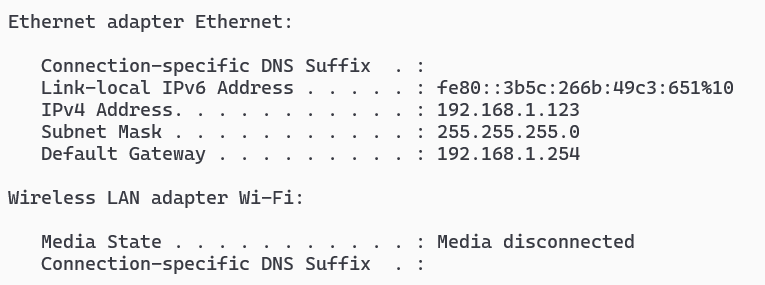 Ethernet adapter Ethernet:
Connection-specific DNS Suffix  . :
Link-local IPv6 Address . . . . . : fe80::3b5c:266b:49c3:651%10
IPv4 Address. . . . . . . . . . . : 192.168.1.123
Subnet Mask . . . . . . . . . . . : 255.255.255.0
Default Gateway . . . . . . . . . : 192.168.1.254
Wireless LAN adapter Wi-Fi:
Media State . . . . . . . . . . . : Media disconnected
Connection-specific DNS Suffix  . :